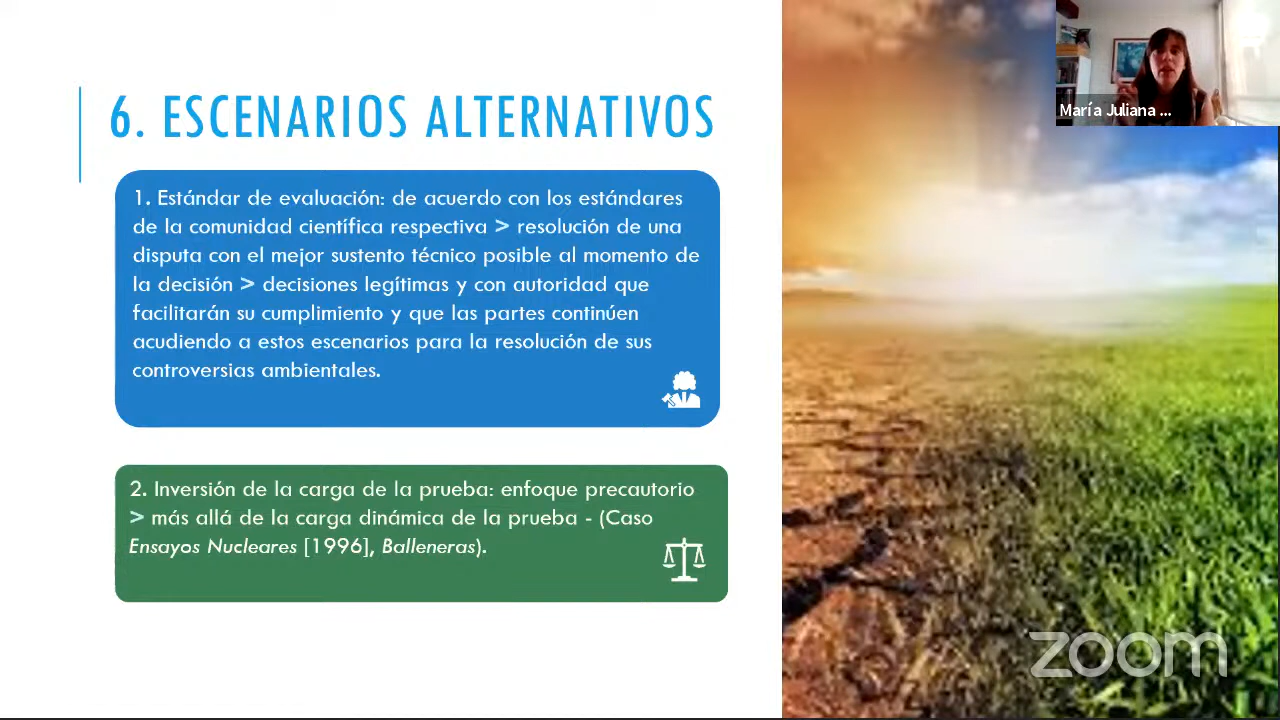 6. ESCENARIOS ALTERNATIVOS
María Juliana ...
1. Estándar de evaluación: de acuerdo con los estándares
de la comunidad científica respectiva > resolución de una
disputa con el mejor sustento técnico posible al momento de
la decisión > decisiones legítimas y con autoridad que
facilitarán su cumplimiento y que las partes continúen
acudiendo a estos escenarios para la resolución de sus
controversias ambientales.
2. Inversión de la carga de la prueba: enfoque precautorio
> más allá de la carga dinámica de la prueba - (Caso
Ensayos Nucleares [1996], Balleneras).
zoom